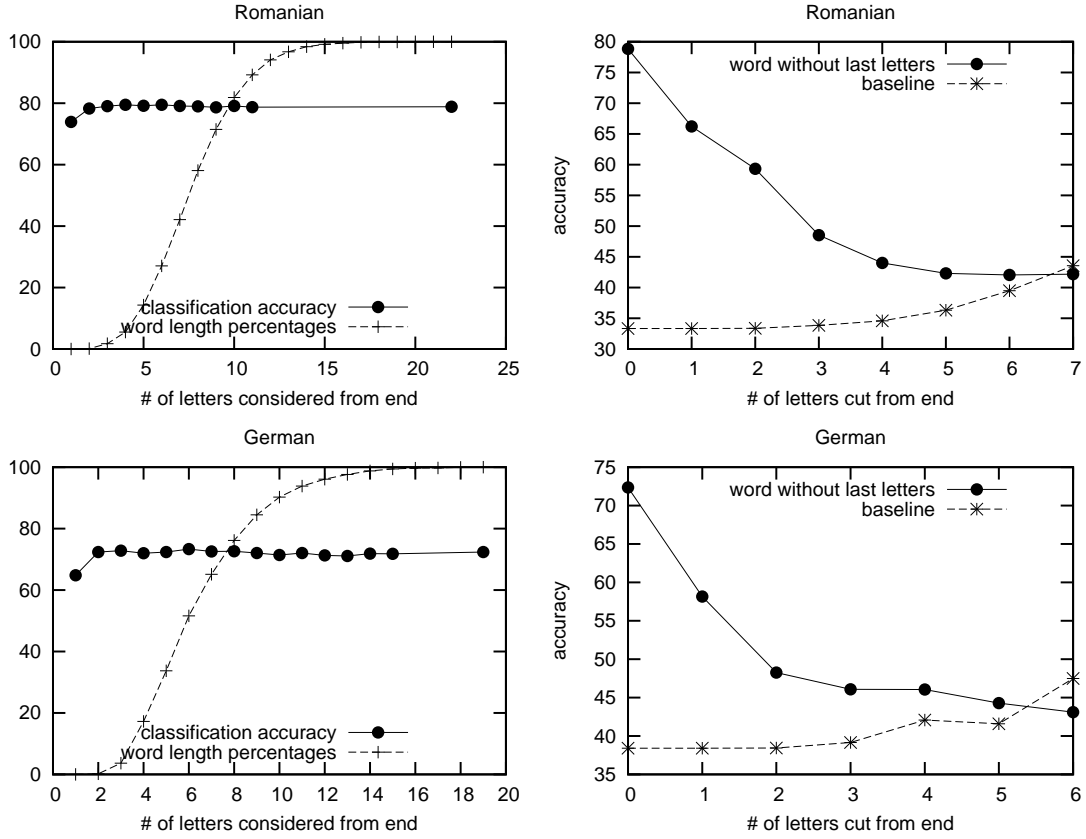 Romanian
100
80
60
40
20
0
0 5 10 15 20 25
classification accuracy
word length percentages
# of letters considered from end
Romanian
80
75
70
65
60
55
50
45
40
35
30
0 1 2 3 4 5 6 7
accuracy
word without last letters
baseline
# of letters cut from end
German
100
80
60
40
20
0
0 2 4 6 8 10 12 14 16 18 20
classification accuracy
word length percentages
# of letters considered from end
German
75
70
65
60
55
50
45
40
35
0 1 2 3 4 5 6
accuracy
word without last letters
baseline
# of letters cut from end